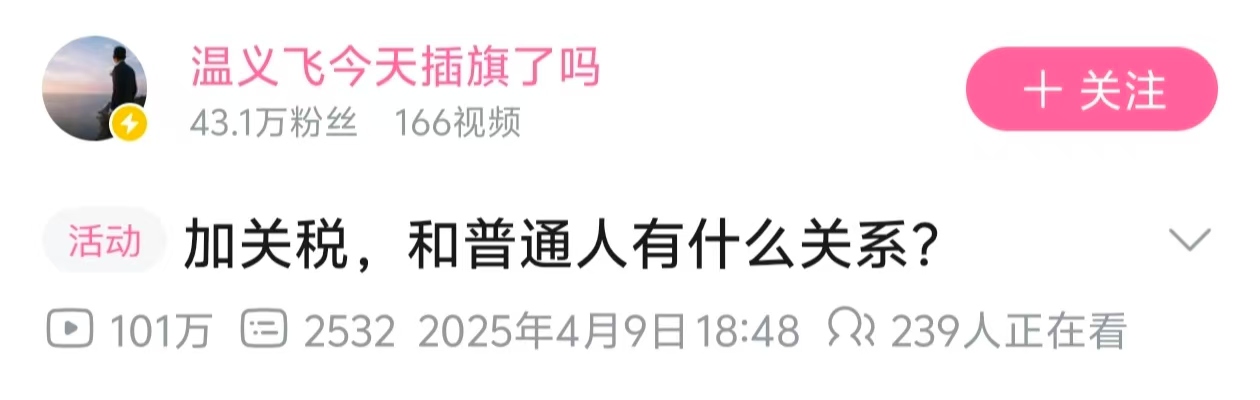 温义飞今天插旗了吗
43.1万粉丝 166视频
+ 关注
活动 加关税，和普通人有什么关系？
101万 2532 2025年4月9日18:48 239人正在看